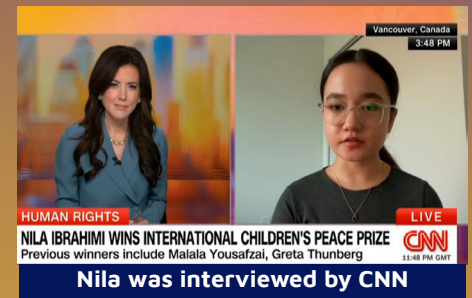 Vancouver, Canada
3:48 PM
HUMAN RIGHTS
LIVE
NILA IBRAHIMI WINS INTERNATIONAL CHILDREN'S PEACE PRIZE
Previous winners include Malala Yousafzai, Greta Thunberg
CNN
11:48 PM GMT
Nila was interviewed by CNN